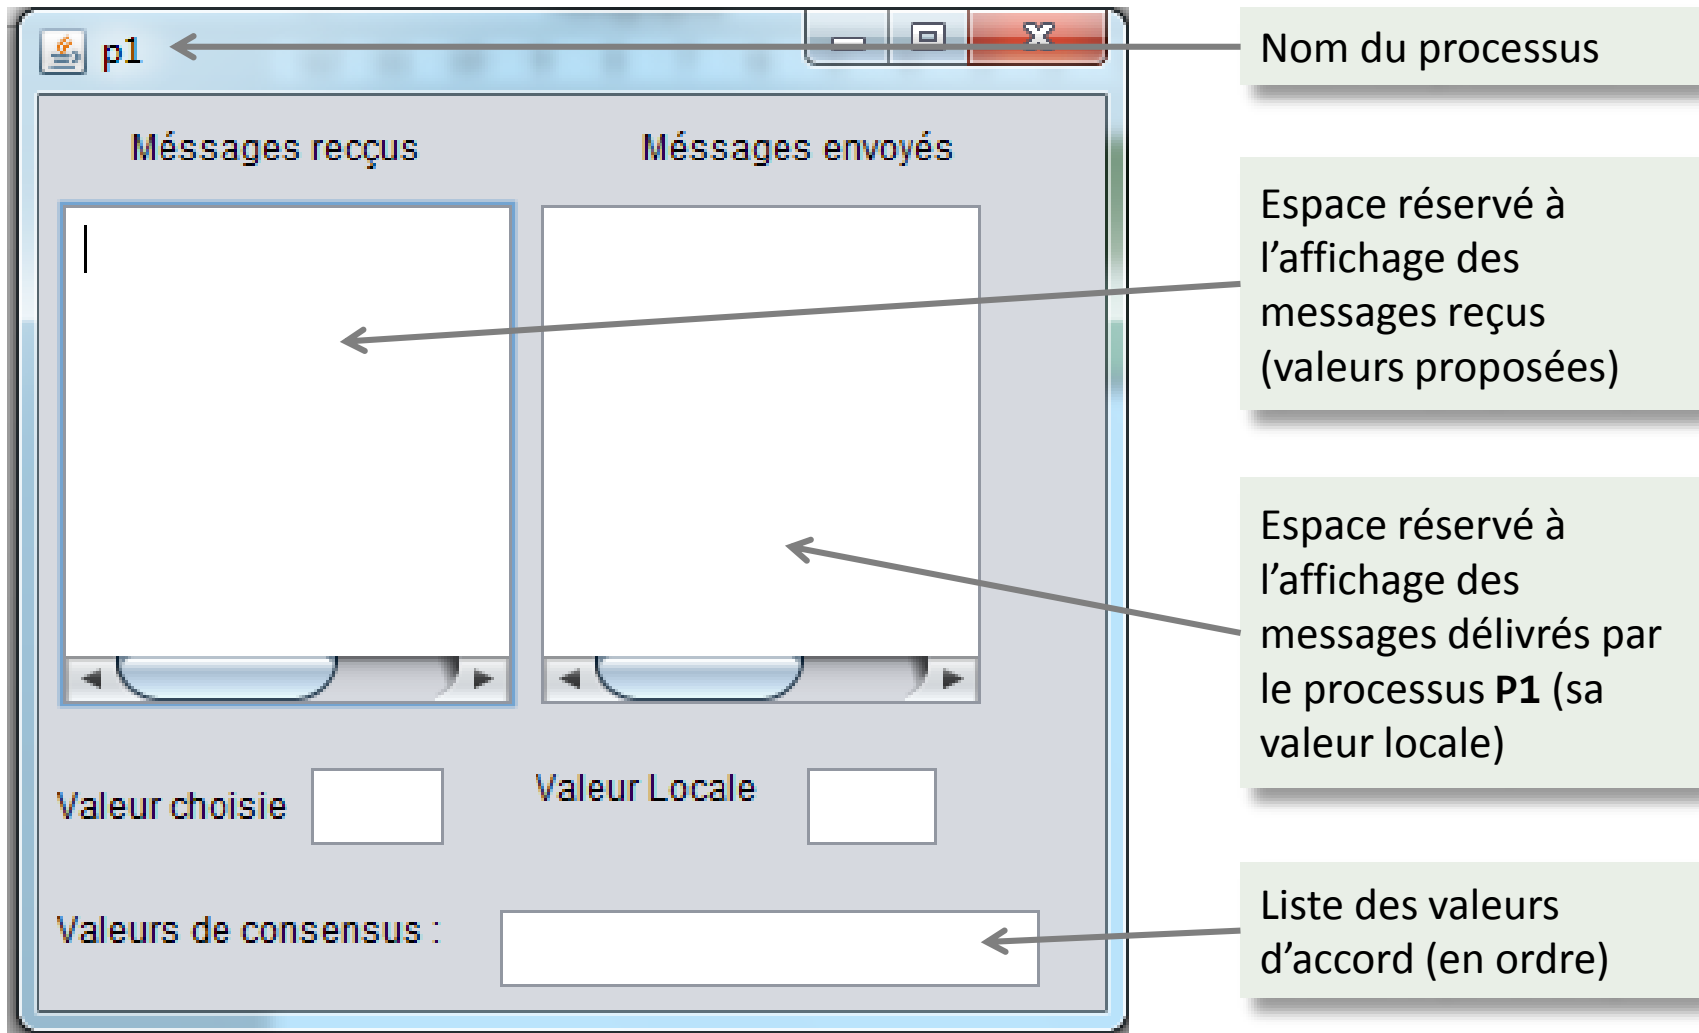 p1
Nom du processus
Méssages recçus
Méssages envoyés
Espace réservé à
l'affichage des
messages reçus
(valeurs proposées)
Espace réservé à
l'affichage des
messages délivrés par
le processus P1 (sa
valeur locale)
Valeur choisie
Valeur Locale
Valeurs de consensus :
Liste des valeurs
d'accord (en ordre)